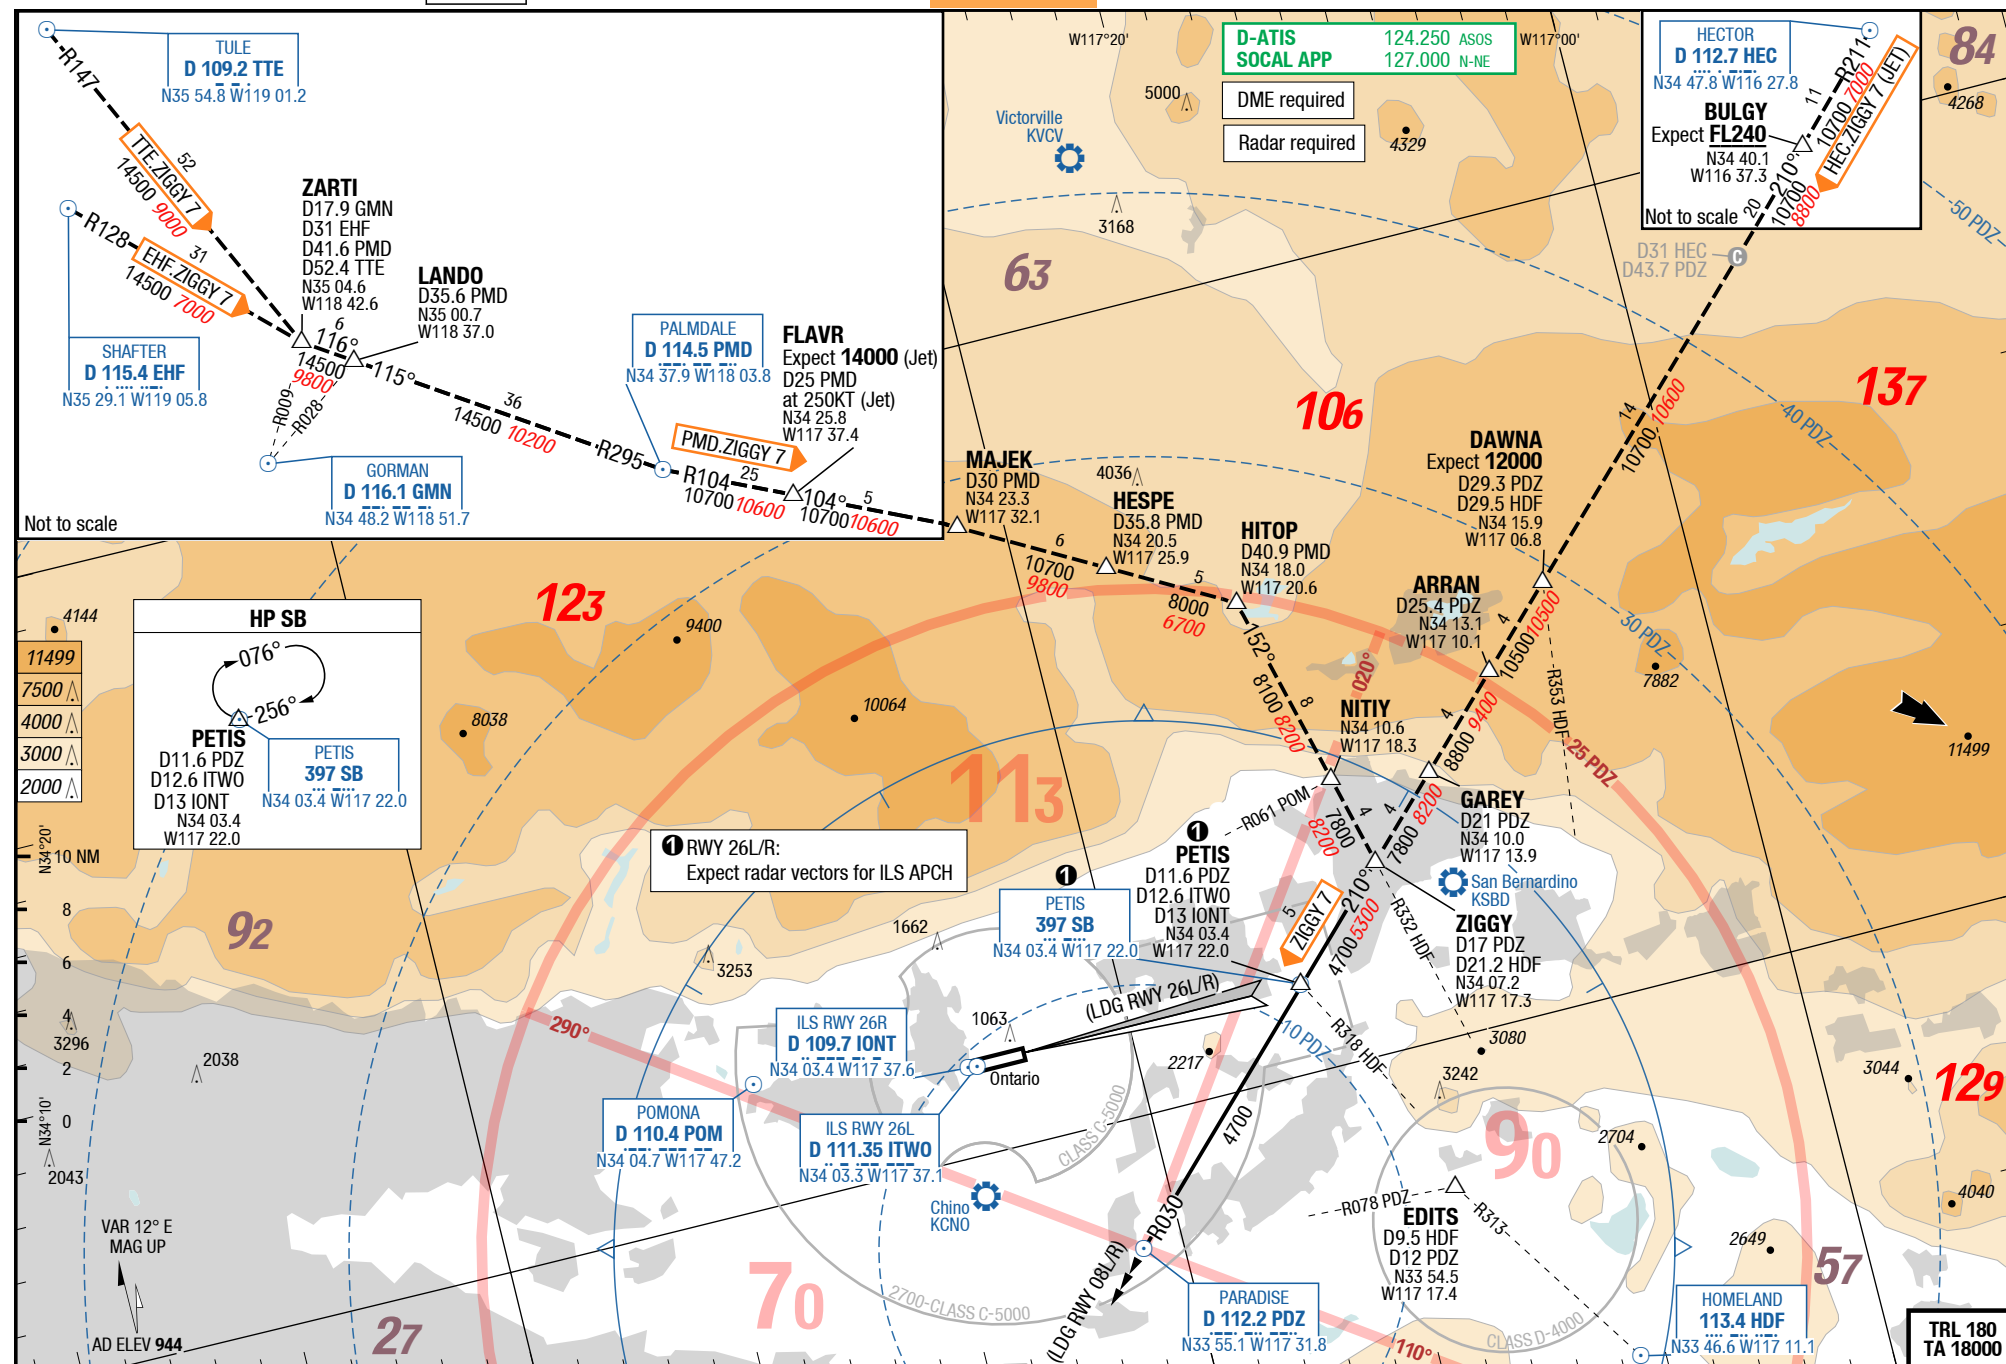 TULE
D 109.2 TTE
N35 54.8 W119 01.2
R147
52
TTE.ZIGGY 7
14500 9000
R128
31
EHF.ZIGGY 7
14500 7000
SHAFTER
D 115.4 EHF
N35 29.1 W119 05.8
ZARTI
D17.9 GMN
D31 EHF
D41.6 PMD
D52.4 TTE
N35 04.6
W118 42.6
LANDO
D35.6 PMD
N35 00.7
W118 37.0
6
116°
14500
9800
R009
R028
115°
36
14500 10200
R295
GORMAN
D 116.1 GMN
N34 48.2 W118 51.7
PALMDALE
D 114.5 PMD
N34 37.9 W118 03.8
PMD.ZIGGY 7
R104
25
10700 10600
FLAVR
Expect 14000 (Jet)
D25 PMD
at 250KT (Jet)
N34 25.8
W117 37.4
104°
5
10700 10600
Not to scale
W117°20'
D-ATIS 124.250 ASOS
SOCAL APP 127.000 N-NE
DME required
Radar required
W117°00'
Victorville
KVCV
5000
4329
3168
63
HECTOR
D 112.7 HEC
N34 47.8 W116 27.8
R211
11
10700 7000
HEC.ZIGGY 7 (JET)
BULGY
Expect FL240
N34 40.1
W116 37.3
210°
20
10700
8800
Not to scale
84
4268
50 PDZ
D31 HEC
D43.7 PDZ
C
106
137
40 PDZ
14
10700 10600
MAJEK
D30 PMD
N34 23.3
W117 32.1
4036
HESPE
D35.8 PMD
N34 20.5
W117 25.9
6
10700
9800
5
8000
6700
HITOP
D40.9 PMD
N34 18.0
W117 20.6
DAWNA
Expect 12000
D29.3 PDZ
D29.5 HDF
N34 15.9
W117 06.8
ARRAN
D25.4 PDZ
N34 13.1
W117 10.1
4
10500 10500
30 PDZ
R353 HDF
7882
11499
123
4144
9400
10064
8038
11499
7500
4000
3000
2000
HP SB
076°
256°
PETIS
D11.6 PDZ
D12.6 ITWO
D13 IONT
N34 03.4
W117 22.0
PETIS
397 SB
N34 03.4 W117 22.0
152°
8
8100 8200
020°
NITIY
N34 10.6
W117 18.3
4
8800 9400
25 PDZ
113
R061 POM
4
7800
8200
4
7800 8200
GAREY
D21 PDZ
N34 10.0
W117 13.9
San Bernardino
KSBD
ZIGGY
D17 PDZ
D21.2 HDF
N34 07.2
W117 17.3
R332 HDF
1 RWY 26L/R:
Expect radar vectors for ILS APCH
1
PETIS
397 SB
N34 03.4 W117 22.0
1
PETIS
D11.6 PDZ
D12.6 ITWO
D13 IONT
N34 03.4
W117 22.0
5
ZIGGY 7
210°
4700 5300
N34°20'
10 NM
8
6
4
2
0
N34°10'
92
1662
3253
3296
2038
2043
290°
(LDG RWY 26L/R)
ILS RWY 26R
D 109.7 IONT
N34 03.4 W117 37.6
1063
Ontario
POMONA
D 110.4 POM
N34 04.7 W117 47.2
ILS RWY 26L
D 111.35 ITWO
N34 03.3 W117 37.1
CLASS C-5000
2217
10 PDZ
R318 HDF
3080
3242
3044
129
4700
90
2704
4040
Chino
KCNO
R030
R078 PDZ
EDITS
D9.5 HDF
D12 PDZ
N33 54.5
W117 17.4
R313
2649
57
VAR 12° E
MAG UP
AD ELEV 944
27
70
2700-CLASS C-5000
(LDG RWY 08L/R)
PARADISE
D 112.2 PDZ
N33 55.1 W117 31.8
110°
CLASS D-4000
HOMELAND
113.4 HDF
N33 46.6 W117 11.1
TRL 180
TA 18000